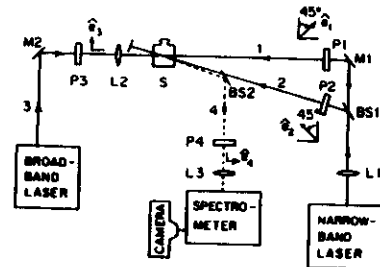 M2
ê₃
45°
ê₁
P1
M1
1
P3
L2
S
2
P2
BS2
BS1
45°
ê₂
3
4
P4
ê₄
L3
L1
BROAD-
BAND
LASER
CAMERA
SPECTRO-
METER
NARROW-
BAND
LASER